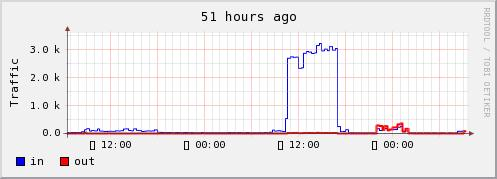 51 hours ago
RRDTOOL / TOBI OETIKER
Traffic
3.0 k
2.0 k
1.0 k
0.0
12:00
00:00
12:00
00:00
in
out